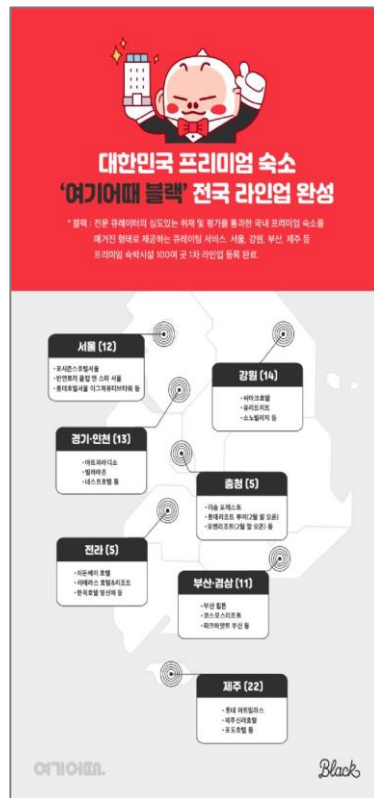 대한민국 프리미엄 숙소
‘여기어때 블랙’ 전국 라인업 완성
* 블랙 : 전문 큐레이터의 심도있는 취재 및 평가를 통과한 국내 프리미엄 숙소를
매거진 형태로 제공하는 큐레이팅 서비스. 서울, 강원, 부산, 제주 등
프리미엄 숙박시설 100여 곳 1차 라인업 등록 완료.
서울 (12)
•포시즌스호텔서울
•반얀트리 클럽 앤 스파 서울
•롯데호텔서울 이그제큐티브타워 등
강원 (14)
•씨마크호텔
•유리트리트
•소노빌리지 등
경기·인천 (13)
•아트파라디소
•빌라라온
•네스트호텔 등
충청 (5)
•리솜 포레스트
•롯데리조트 부여(2월 말 오픈)
•오엔리조트(2월 말 오픈) 등
전라 (5)
•히든베이 호텔
•라테라스 호텔&리조트
•한옥호텔 영산재 등
부산·경상 (11)
•부산 힐튼
•코스모스리조트
•파크하얏트 부산 등
제주 (22)
•롯데 아트빌라스
•제주신라호텔
•포도호텔 등
여기어때.
Black